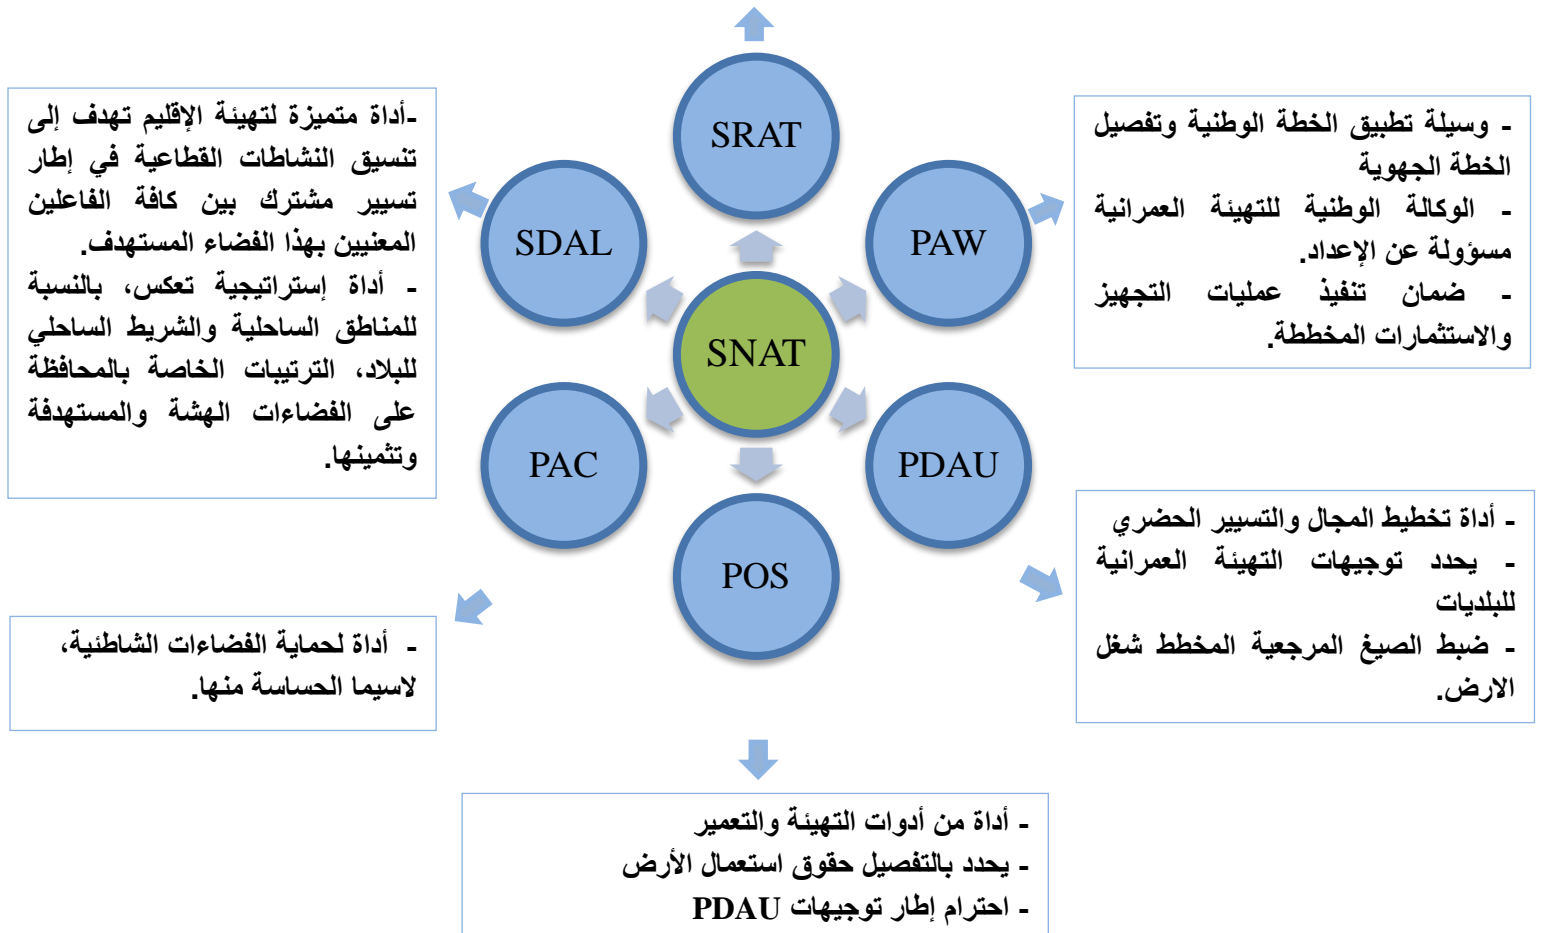 SRAT
-أداة متميزة لتهيئة الإقليم تهدف إلى
تنسيق النشاطات القطاعية في إطار
تسيير مشترك بين كافة الفاعلين
المعنيين بهذا الفضاء المستهدف.
- أداة إستراتيجية تعكس، بالنسبة
للمناطق الساحلية والشريط الساحلي
للبلاد، الترتيبات الخاصة بالمحافظة
على الفضاءات الهشة والمستهدفة
وتثمينها.
SDAL
PAW
- وسيلة تطبيق الخطة الوطنية وتفصيل
الخطة الجهوية
- الوكالة الوطنية للتهيئة العمرانية
مسؤولة عن الإعداد.
- ضمان تنفيذ عمليات التجهيز
والاستثمارات المخططة.
SNAT
PAC
PDAU
- أداة تخطيط المجال والتسيير الحضري
- يحدد توجيهات التهيئة العمرانية
للبلديات
- ضبط الصيغ المرجعية المخطط شغل
الارض.
POS
- أداة لحماية الفضاءات الشاطئية،
لاسيما الحساسة منها.
- أداة من أدوات التهيئة والتعمير
- يحدد بالتفصيل حقوق استعمال الأرض
- احترام إطار توجيهات PDAU